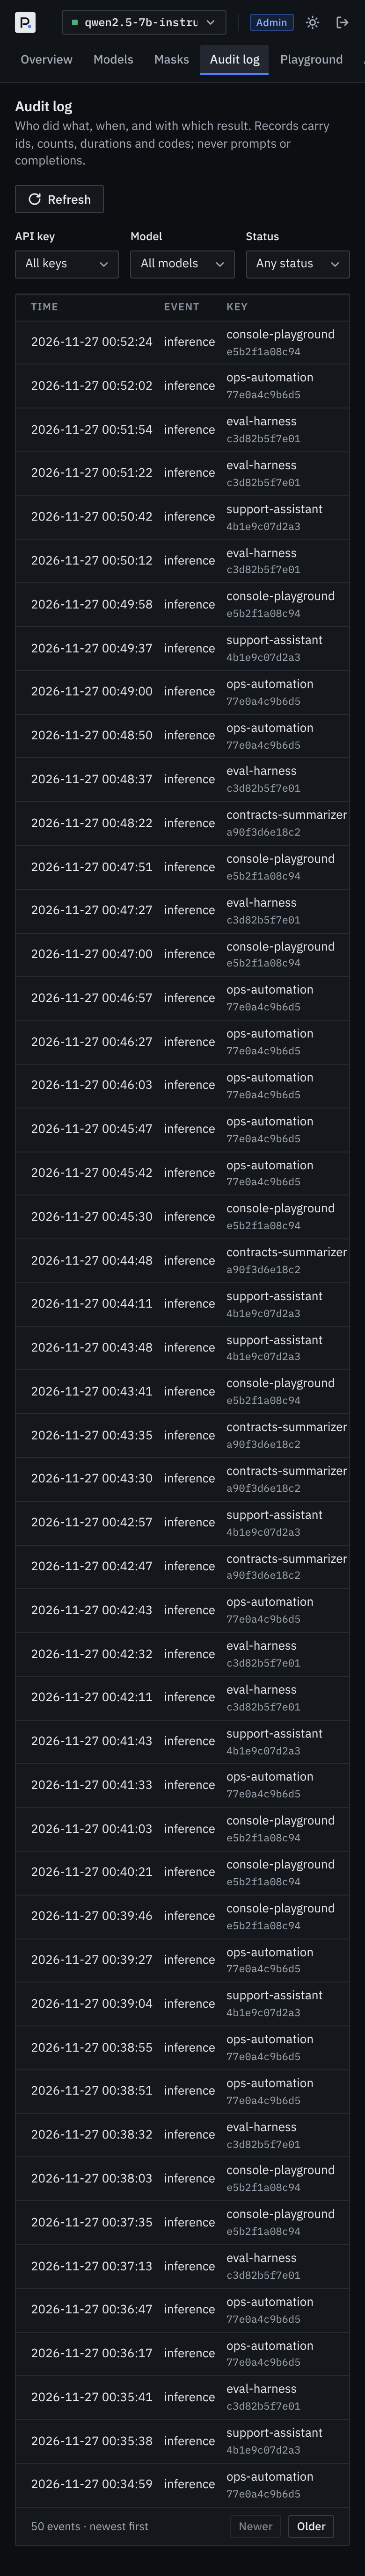 P.
qwen2.5-7b-instru
Admin
Overview Models Masks Audit log Playground
Audit log
Who did what, when, and with which result. Records carry
ids, counts, durations and codes; never prompts or
completions.
Refresh
API key Model Status
All keys All models Any status
TIME EVENT KEY
2026-11-27 00:52:24 inference console-playground
e5b2f1a08c94
2026-11-27 00:52:02 inference ops-automation
77e0a4c9b6d5
2026-11-27 00:51:54 inference eval-harness
c3d82b5f7e01
2026-11-27 00:51:22 inference eval-harness
c3d82b5f7e01
2026-11-27 00:50:42 inference support-assistant
4b1e9c07d2a3
2026-11-27 00:50:12 inference eval-harness
c3d82b5f7e01
2026-11-27 00:49:58 inference console-playground
e5b2f1a08c94
2026-11-27 00:49:37 inference support-assistant
4b1e9c07d2a3
2026-11-27 00:49:00 inference ops-automation
77e0a4c9b6d5
2026-11-27 00:48:50 inference ops-automation
77e0a4c9b6d5
2026-11-27 00:48:37 inference eval-harness
c3d82b5f7e01
2026-11-27 00:48:22 inference contracts-summarizer
a90f3d6e18c2
2026-11-27 00:47:51 inference console-playground
e5b2f1a08c94
2026-11-27 00:47:27 inference eval-harness
c3d82b5f7e01
2026-11-27 00:47:00 inference console-playground
e5b2f1a08c94
2026-11-27 00:46:57 inference ops-automation
77e0a4c9b6d5
2026-11-27 00:46:27 inference ops-automation
77e0a4c9b6d5
2026-11-27 00:46:03 inference ops-automation
77e0a4c9b6d5
2026-11-27 00:45:47 inference ops-automation
77e0a4c9b6d5
2026-11-27 00:45:42 inference ops-automation
77e0a4c9b6d5
2026-11-27 00:45:30 inference console-playground
e5b2f1a08c94
2026-11-27 00:44:48 inference contracts-summarizer
a90f3d6e18c2
2026-11-27 00:44:11 inference support-assistant
4b1e9c07d2a3
2026-11-27 00:43:48 inference support-assistant
4b1e9c07d2a3
2026-11-27 00:43:41 inference console-playground
e5b2f1a08c94
2026-11-27 00:43:35 inference contracts-summarizer
a90f3d6e18c2
2026-11-27 00:43:30 inference contracts-summarizer
a90f3d6e18c2
2026-11-27 00:42:57 inference support-assistant
4b1e9c07d2a3
2026-11-27 00:42:47 inference contracts-summarizer
a90f3d6e18c2
2026-11-27 00:42:43 inference ops-automation
77e0a4c9b6d5
2026-11-27 00:42:32 inference eval-harness
c3d82b5f7e01
2026-11-27 00:42:11 inference eval-harness
c3d82b5f7e01
2026-11-27 00:41:43 inference support-assistant
4b1e9c07d2a3
2026-11-27 00:41:33 inference ops-automation
77e0a4c9b6d5
2026-11-27 00:41:03 inference console-playground
e5b2f1a08c94
2026-11-27 00:40:21 inference console-playground
e5b2f1a08c94
2026-11-27 00:39:46 inference console-playground
e5b2f1a08c94
2026-11-27 00:39:27 inference ops-automation
77e0a4c9b6d5
2026-11-27 00:39:04 inference support-assistant
4b1e9c07d2a3
2026-11-27 00:38:55 inference ops-automation
77e0a4c9b6d5
2026-11-27 00:38:51 inference ops-automation
77e0a4c9b6d5
2026-11-27 00:38:32 inference eval-harness
c3d82b5f7e01
2026-11-27 00:38:03 inference console-playground
e5b2f1a08c94
2026-11-27 00:37:35 inference console-playground
e5b2f1a08c94
2026-11-27 00:37:13 inference eval-harness
c3d82b5f7e01
2026-11-27 00:36:47 inference ops-automation
77e0a4c9b6d5
2026-11-27 00:36:17 inference ops-automation
77e0a4c9b6d5
2026-11-27 00:35:41 inference eval-harness
c3d82b5f7e01
2026-11-27 00:35:38 inference support-assistant
4b1e9c07d2a3
2026-11-27 00:34:59 inference ops-automation
77e0a4c9b6d5
50 events · newest first Newer Older